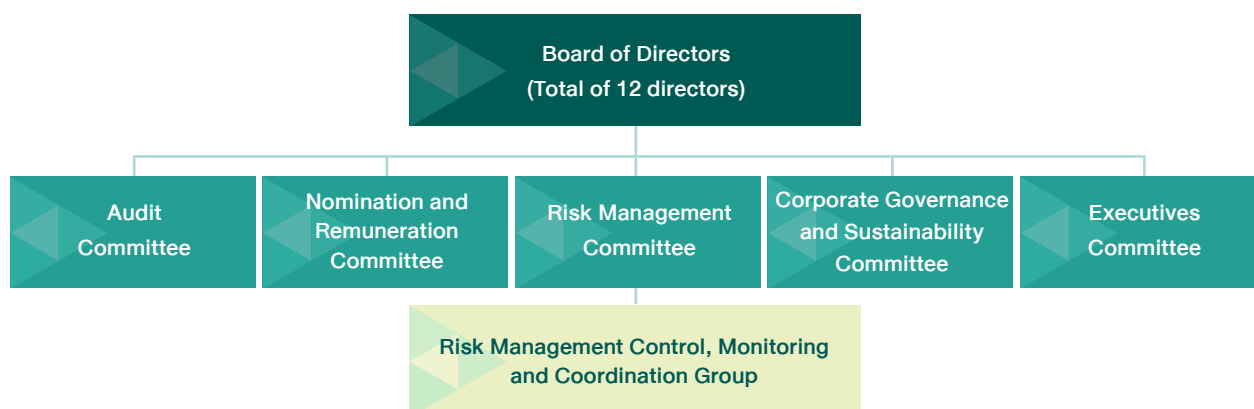 Board of Directors
(Total of 12 directors)
Audit
Committee
Nomination and
Remuneration
Committee
Risk Management
Committee
Corporate Governance
and Sustainability
Committee
Executives
Committee
Risk Management Control, Monitoring
and Coordination Group